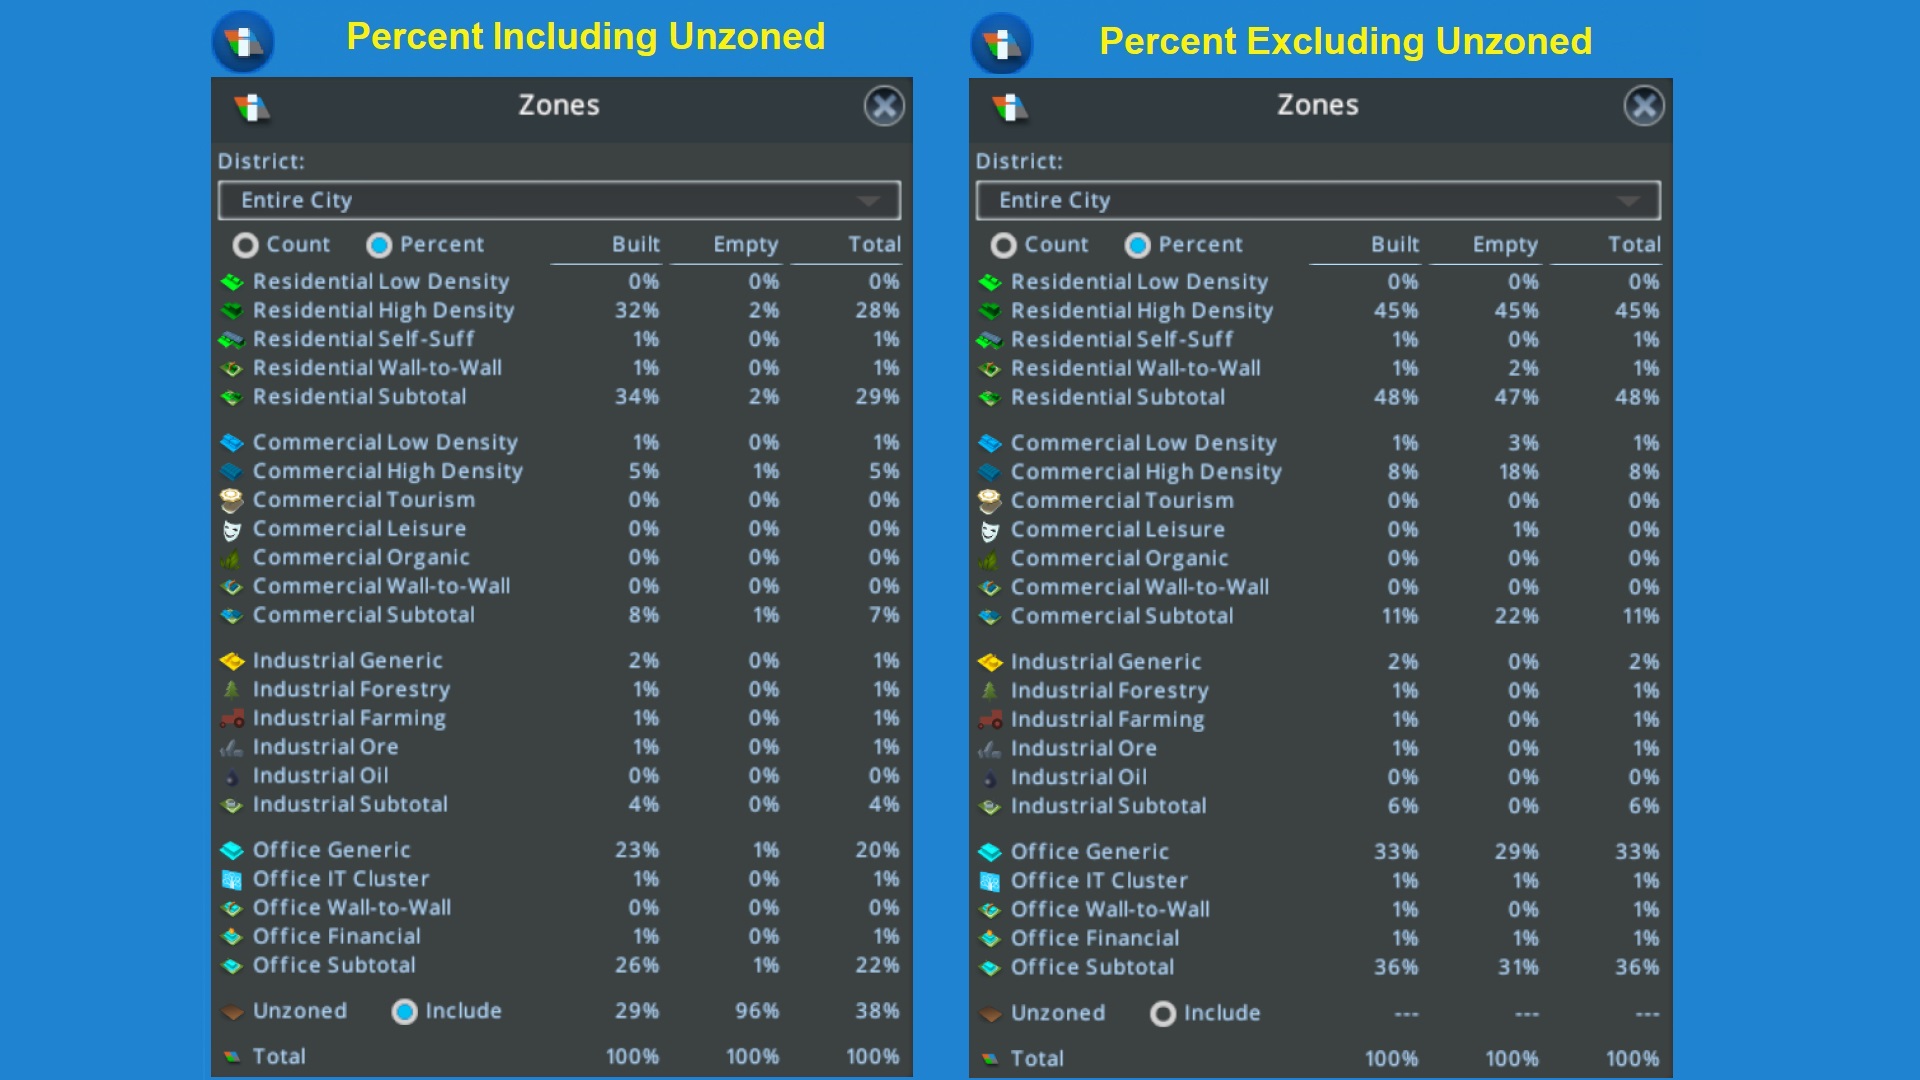 Percent Including Unzoned
Zones
District:
Entire City
Count Percent Built Empty Total
Residential Low Density 0% 0% 0%
Residential High Density 32% 2% 28%
Residential Self-Suff 1% 0% 1%
Residential Wall-to-Wall 1% 0% 1%
Residential Subtotal 34% 2% 29%
Commercial Low Density 1% 0% 1%
Commercial High Density 5% 1% 5%
Commercial Tourism 0% 0% 0%
Commercial Leisure 0% 0% 0%
Commercial Organic 0% 0% 0%
Commercial Wall-to-Wall 0% 0% 0%
Commercial Subtotal 8% 1% 7%
Industrial Generic 2% 0% 1%
Industrial Forestry 1% 0% 1%
Industrial Farming 1% 0% 1%
Industrial Ore 1% 0% 1%
Industrial Oil 0% 0% 0%
Industrial Subtotal 4% 0% 4%
Office Generic 23% 1% 20%
Office IT Cluster 1% 0% 1%
Office Wall-to-Wall 0% 0% 0%
Office Financial 1% 0% 1%
Office Subtotal 26% 1% 22%
Unzoned Include 29% 96% 38%
Total 100% 100% 100%
Percent Excluding Unzoned
Zones
District:
Entire City
Count Percent Built Empty Total
Residential Low Density 0% 0% 0%
Residential High Density 45% 45% 45%
Residential Self-Suff 1% 0% 1%
Residential Wall-to-Wall 1% 2% 1%
Residential Subtotal 48% 47% 48%
Commercial Low Density 1% 3% 1%
Commercial High Density 8% 18% 8%
Commercial Tourism 0% 0% 0%
Commercial Leisure 0% 1% 0%
Commercial Organic 0% 0% 0%
Commercial Wall-to-Wall 0% 0% 0%
Commercial Subtotal 11% 22% 11%
Industrial Generic 2% 0% 2%
Industrial Forestry 1% 0% 1%
Industrial Farming 1% 0% 1%
Industrial Ore 1% 0% 1%
Industrial Oil 0% 0% 0%
Industrial Subtotal 6% 0% 6%
Office Generic 33% 29% 33%
Office IT Cluster 1% 1% 1%
Office Wall-to-Wall 1% 0% 1%
Office Financial 1% 1% 1%
Office Subtotal 36% 31% 36%
Unzoned Include --- --- ---
Total 100% 100% 100%